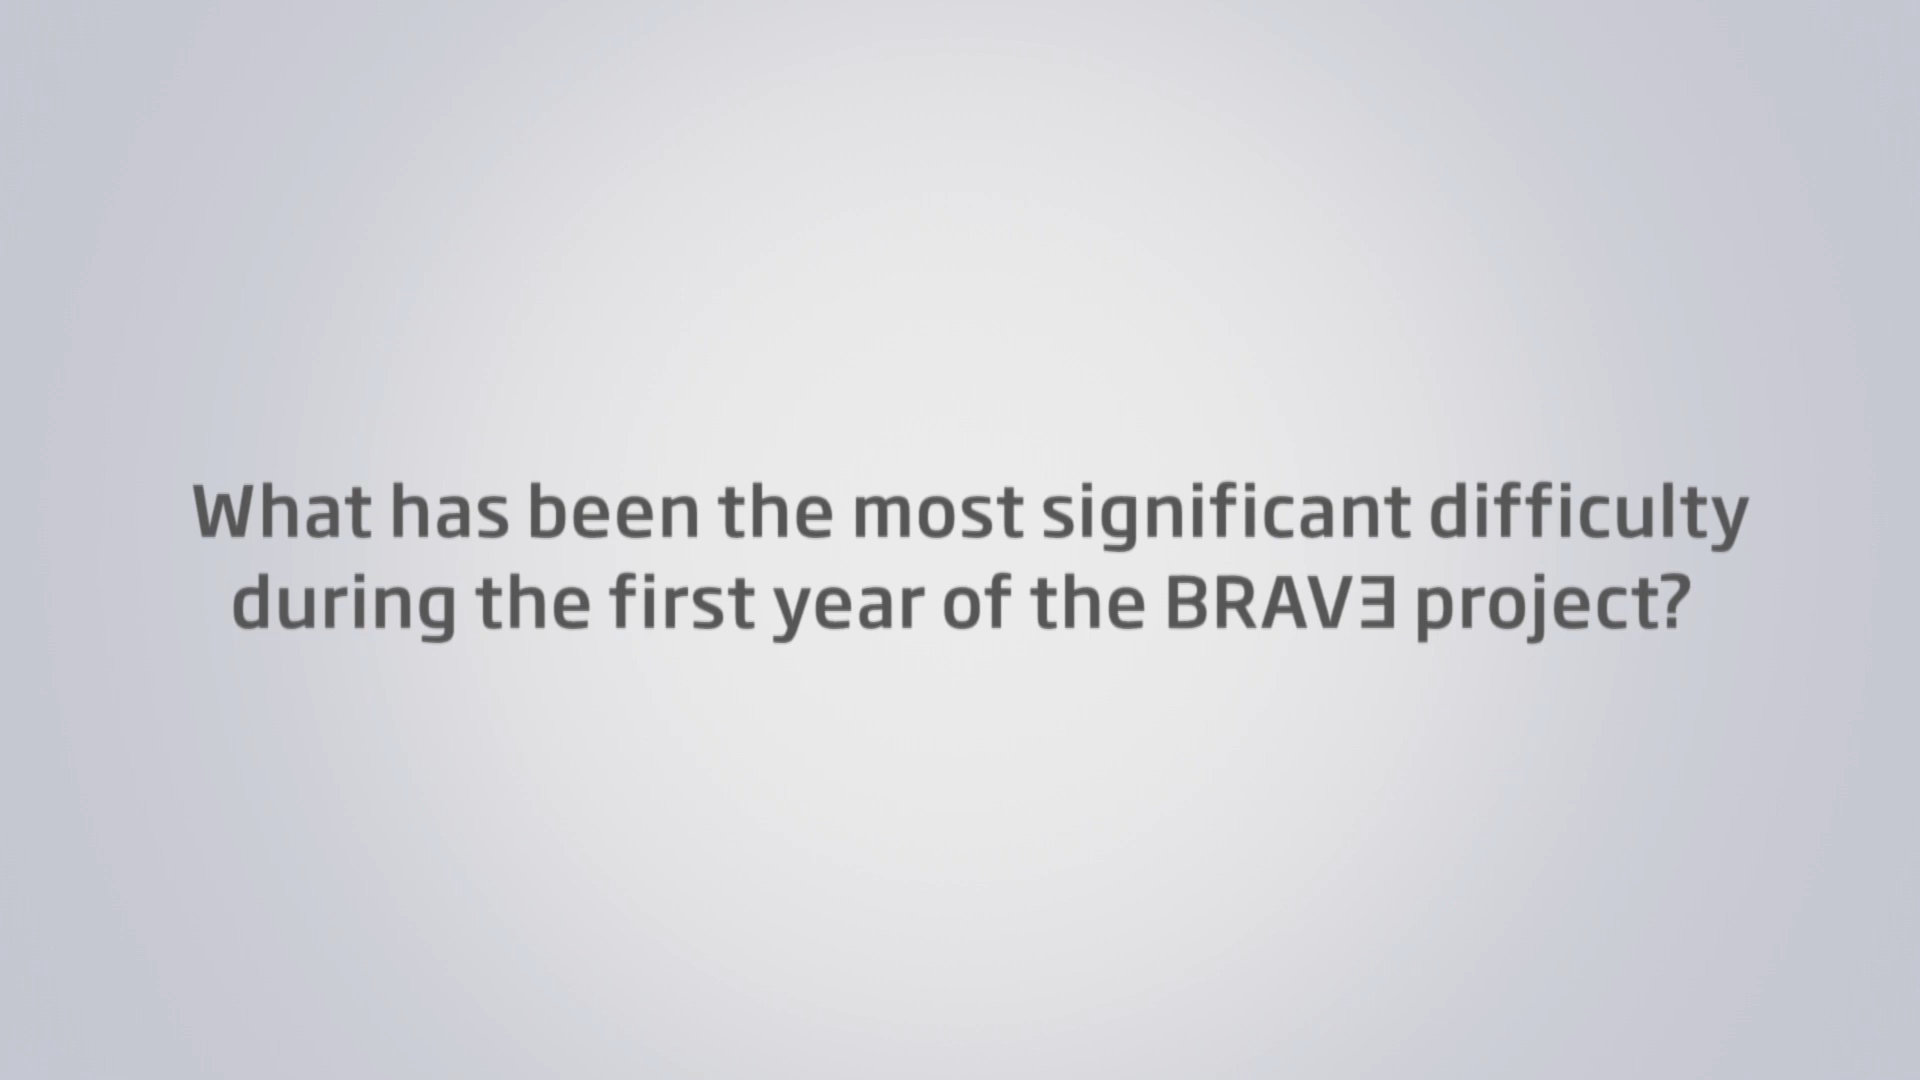 What has been the most significant difficulty
during the first year of the BRAVƎ project?